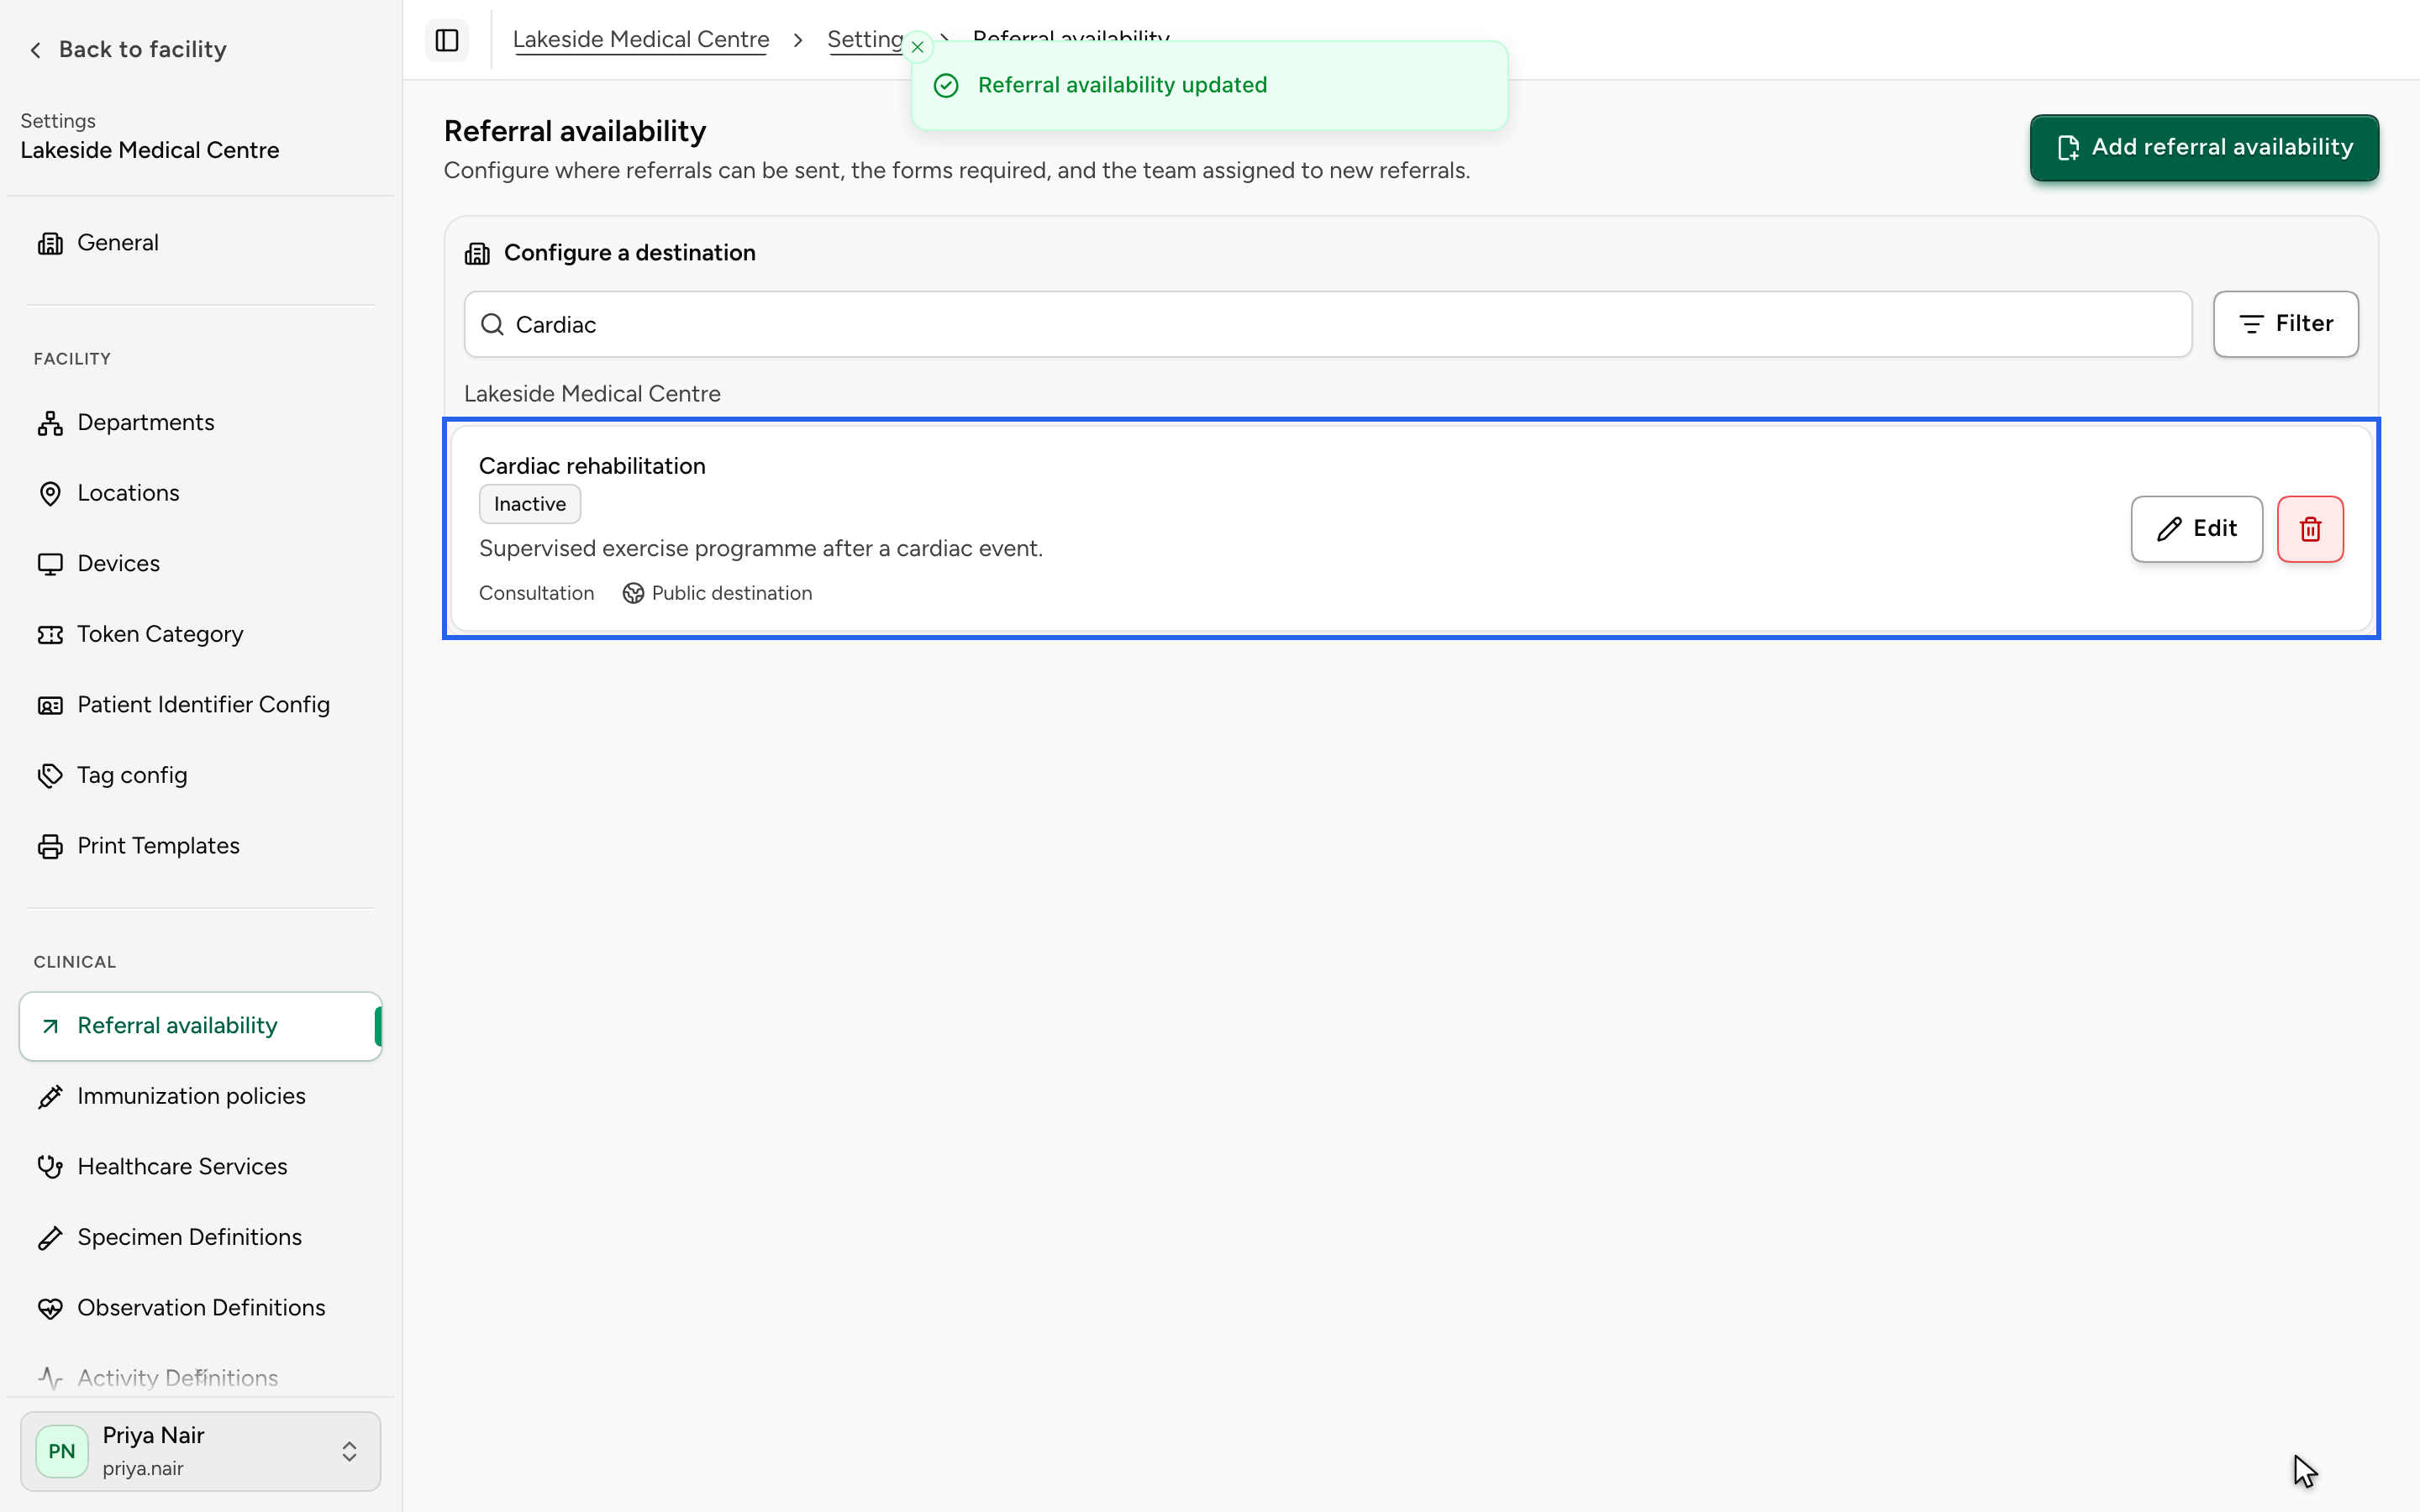 Back to facility
Settings
Lakeside Medical Centre
General
FACILITY
Departments
Locations
Devices
Token Category
Patient Identifier Config
Tag config
Print Templates
CLINICAL
Referral availability
Immunization policies
Healthcare Services
Specimen Definitions
Observation Definitions
Activity Definitions
PN
Priya Nair
priya.nair
Lakeside Medical Centre
Setting
Referral availability
Referral availability updated
Referral availability
Configure where referrals can be sent, the forms required, and the team assigned to new referrals.
Add referral availability
Configure a destination
Cardiac
Filter
Lakeside Medical Centre
Cardiac rehabilitation
Inactive
Supervised exercise programme after a cardiac event.
Consultation Public destination
Edit